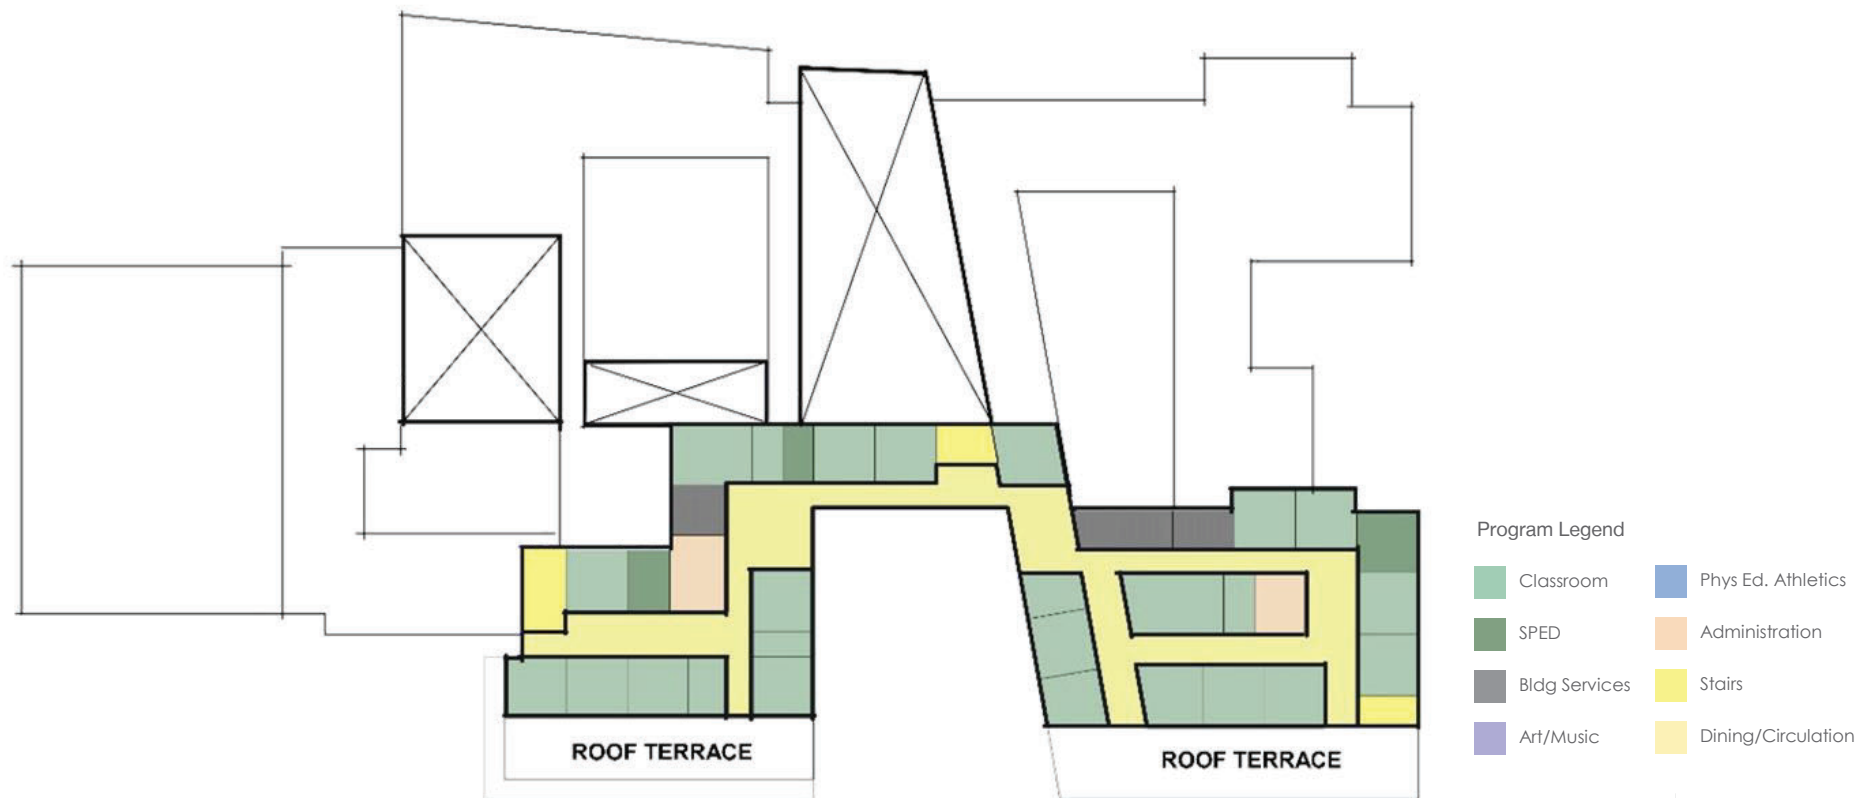 Program Legend
Classroom
Phys Ed. Athletics
SPED
Administration
Bldg Services
Stairs
Art/Music
Dining/Circulation
ROOF TERRACE
ROOF TERRACE